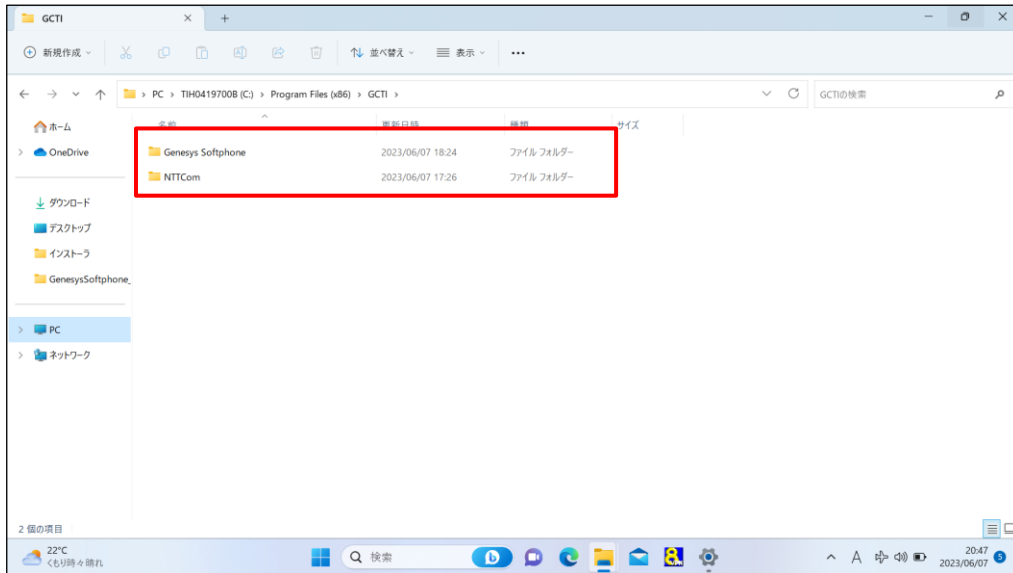 GCTI
新規作成 並べ替え 表示
PC > TIH0419700B (C:) > Program Files (x86) > GCTI > GCTIの検索
名前 更新日時 種類 サイズ
ホーム
OneDrive
Genesys Softphone 2023/06/07 18:24 ファイル フォルダー
NTTCom 2023/06/07 17:26 ファイル フォルダー
ダウンロード
デスクトップ
インストーラ
GenesysSoftphone_
PC
ネットワーク
2 個の項目
22°C
くもり時々晴れ
検索
A
20:47
2023/06/07
5